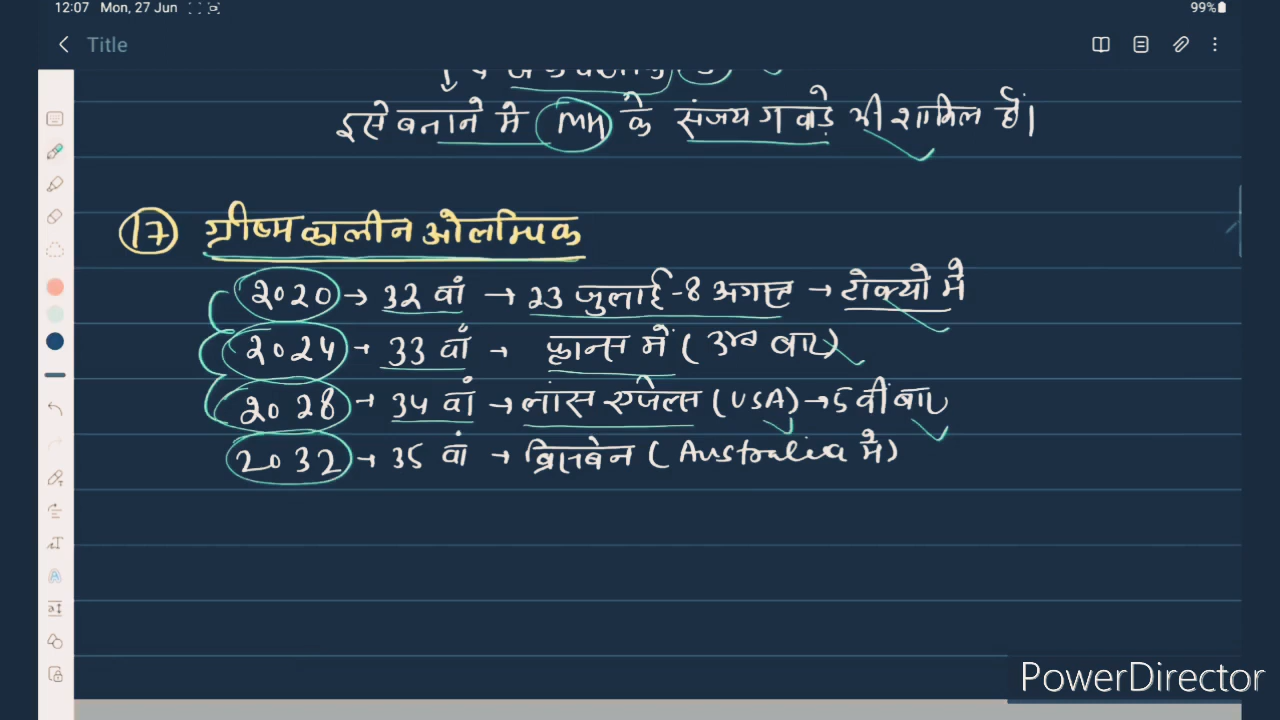 12:07 Mon, 27 Jun 99%
Title
इसे बनाने में MH के संजय गवाडे भी शामिल हैं।
17 ग्रीष्मकालीन ओलम्पिक
2020 → 32 वां → 23 जुलाई - 8 अगस्त → टोक्यो में
2024 → 33 वाँ → फ्रान्स में ( 3र्द बार)
2028 → 34 वां → लांस एंजेल्स (USA) → 5 वी बार
2032 → 35 वां → ब्रिसबेन ( Australia में)
PowerDirector